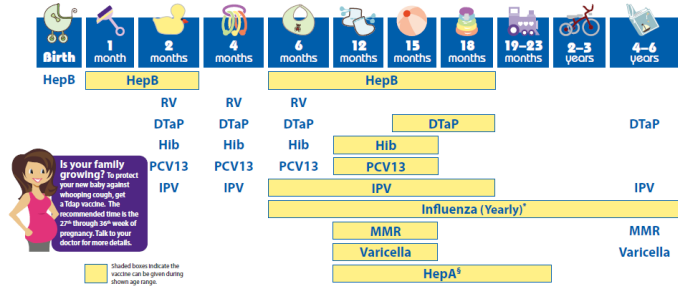 Birth
1 month
2 months
4 months
6 months
12 months
15 months
18 months
19–23 months
2–3 years
4–6 years
HepB HepB HepB
RV RV RV
DTaP DTaP DTaP DTaP DTaP
Hib Hib Hib Hib
PCV13 PCV13 PCV13 PCV13
IPV IPV IPV IPV
Influenza (Yearly)*
MMR MMR
Varicella Varicella
HepA§
Is your family
growing? To protect
your new baby against
whooping cough, get
a Tdap vaccine. The
recommended time is the
27th through 36th week of
pregnancy. Talk to your
doctor for more details.
Shaded boxes indicate the
vaccine can be given during
shown age range.